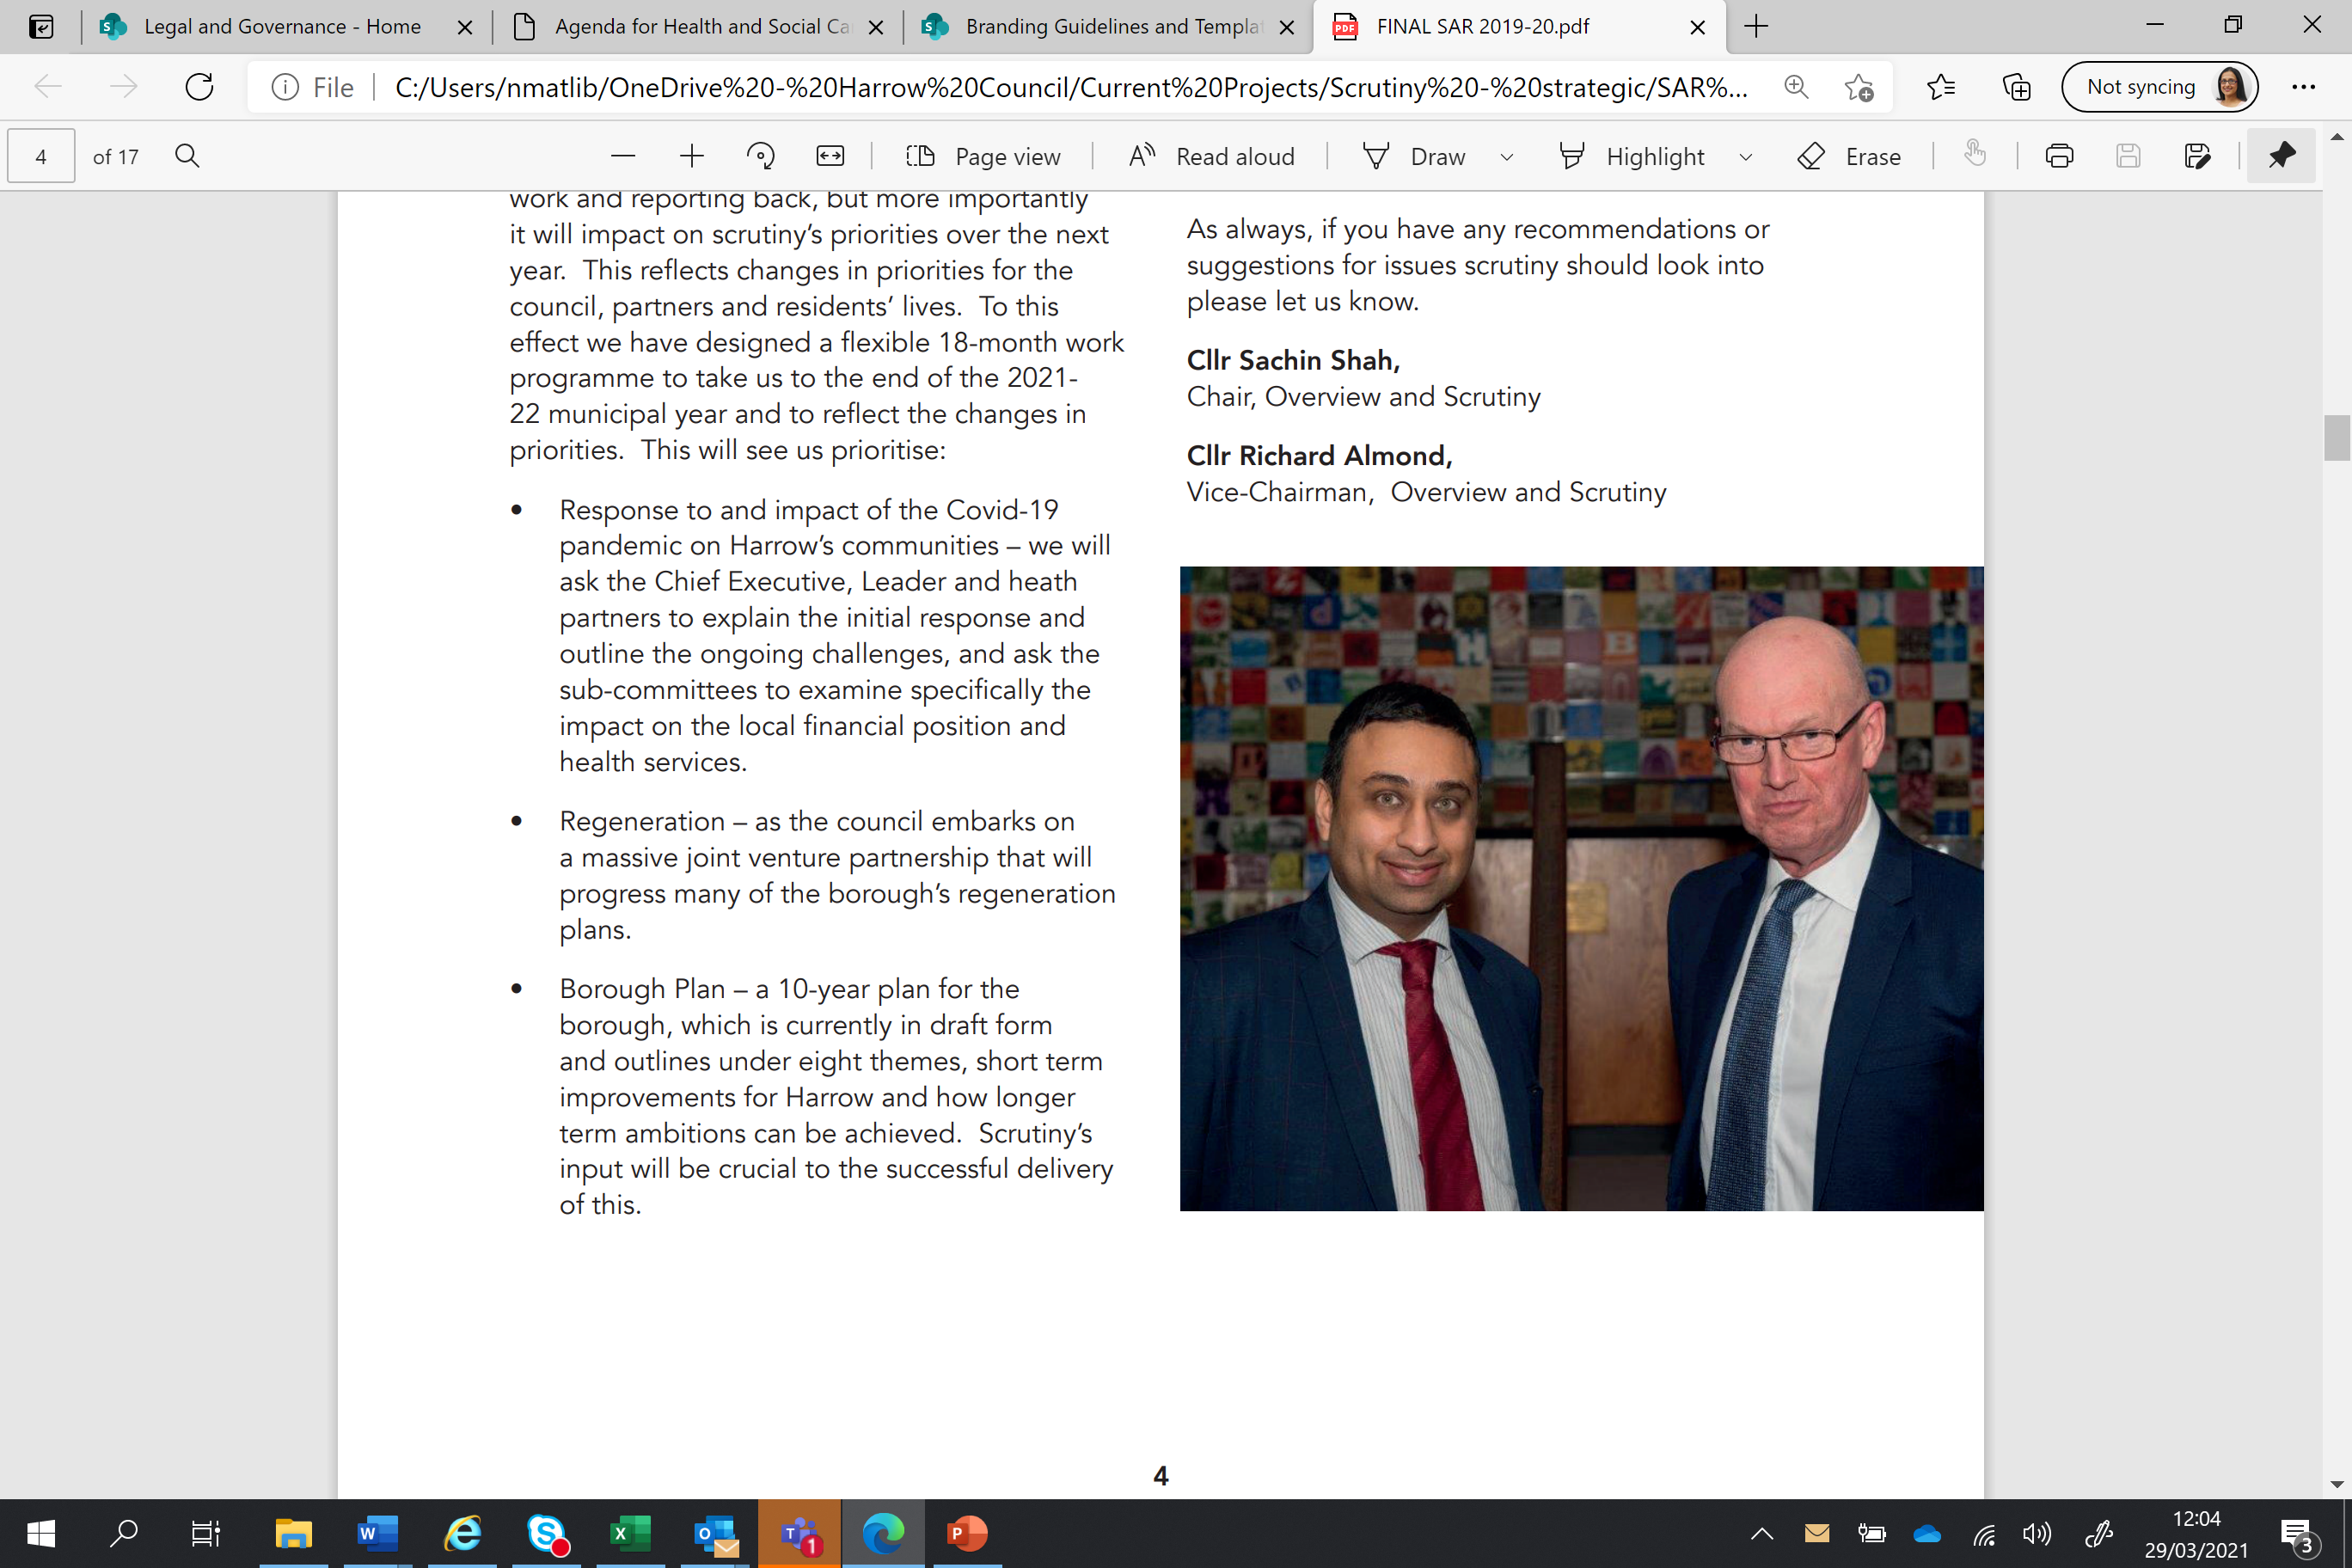 Legal and Governance - Home
Agenda for Health and Social Ca
Branding Guidelines and Templat
PDF
FINAL SAR 2019-20.pdf
File
C:/Users/nmatlib/OneDrive%20-%20Harrow%20Council/Current%20Projects/Scrutiny%20-%20strategic/SAR%...
Not syncing
4
of 17
Page view
Read aloud
Draw
Highlight
Erase
work and reporting back, but more importantly
it will impact on scrutiny’s priorities over the next
year.  This reflects changes in priorities for the
council, partners and residents’ lives.  To this
effect we have designed a flexible 18-month work
programme to take us to the end of the 2021-
22 municipal year and to reflect the changes in
priorities.  This will see us prioritise:
• Response to and impact of the Covid-19
pandemic on Harrow’s communities – we will
ask the Chief Executive, Leader and heath
partners to explain the initial response and
outline the ongoing challenges, and ask the
sub-committees to examine specifically the
impact on the local financial position and
health services.
• Regeneration – as the council embarks on
a massive joint venture partnership that will
progress many of the borough’s regeneration
plans.
• Borough Plan – a 10-year plan for the
borough, which is currently in draft form
and outlines under eight themes, short term
improvements for Harrow and how longer
term ambitions can be achieved.  Scrutiny’s
input will be crucial to the successful delivery
of this.
As always, if you have any recommendations or
suggestions for issues scrutiny should look into
please let us know.
Cllr Sachin Shah,
Chair, Overview and Scrutiny
Cllr Richard Almond,
Vice-Chairman,  Overview and Scrutiny
4
1
12:04
29/03/2021
3